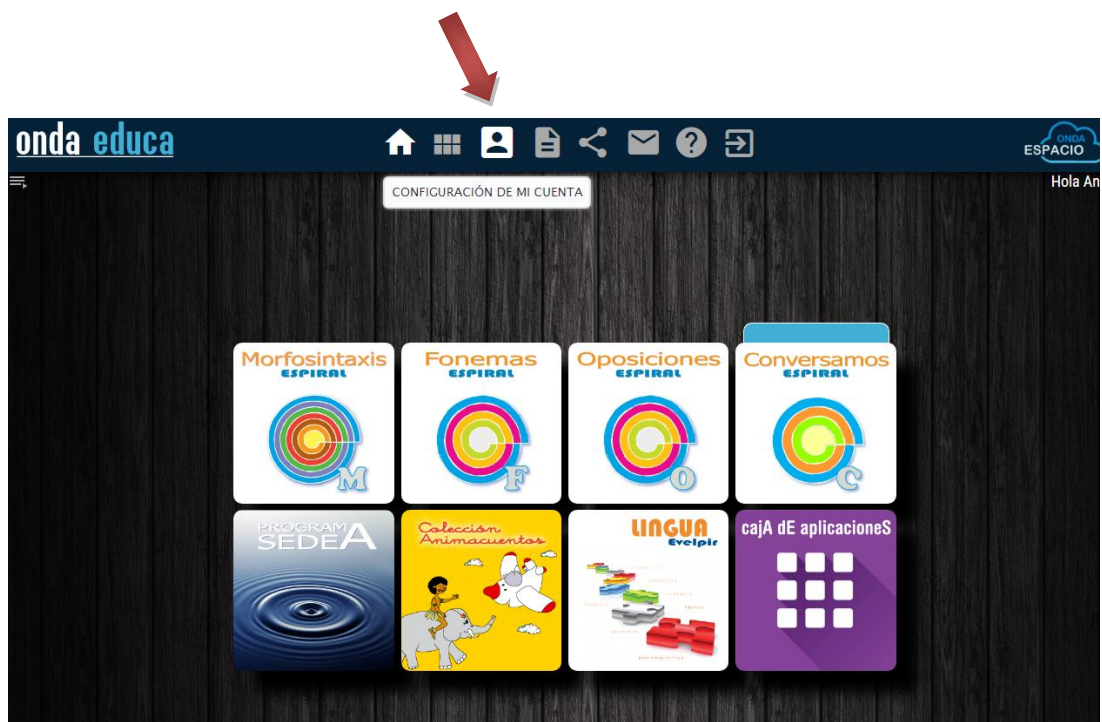 onda educa
ONDA
ESPACIO
CONFIGURACIÓN DE MI CUENTA
Hola An
Morfosintaxis
ESPIRAL
M
Fonemas
ESPIRAL
F
Oposiciones
ESPIRAL
O
Conversamos
ESPIRAL
C
PROGRAMA
SEDEA
Colección
Animacuentos
LINGUA
Evelpir
cajA dE aplicacioneS